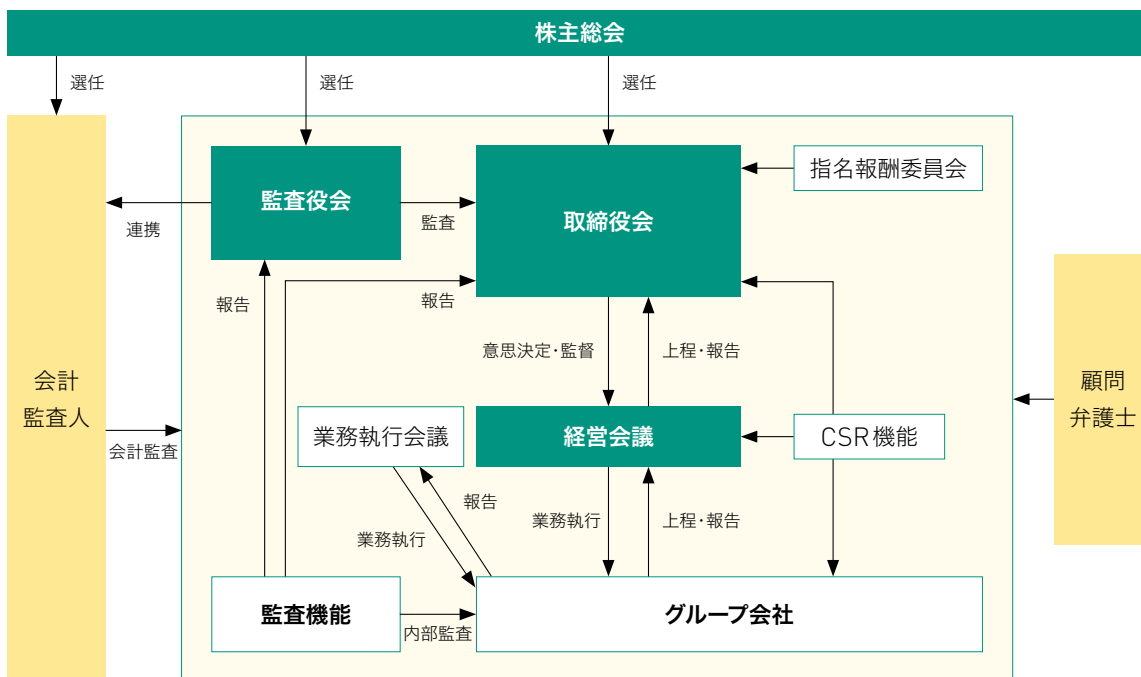 株主総会
選任
選任
選任
監査役会
取締役会
指名報酬委員会
連携
監査
報告
報告
意思決定・監督
上程・報告
会計
監査人
顧問
弁護士
会計監査
業務執行会議
経営会議
CSR機能
報告
業務執行
業務執行
上程・報告
監査機能
内部監査
グループ会社